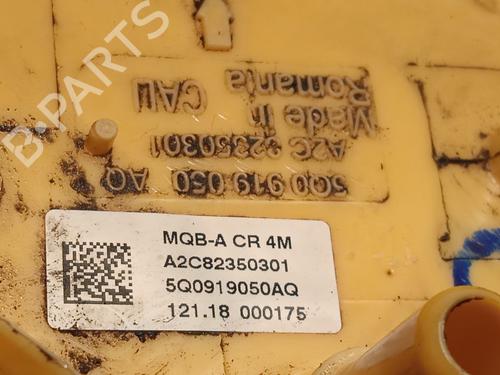 Made in
Romania
CAU
A2C 82350301
5Q0 919 050 AQ
MQB-A CR 4M
A2C82350301
5Q0919050AQ
121.18 000175
B-PARTS